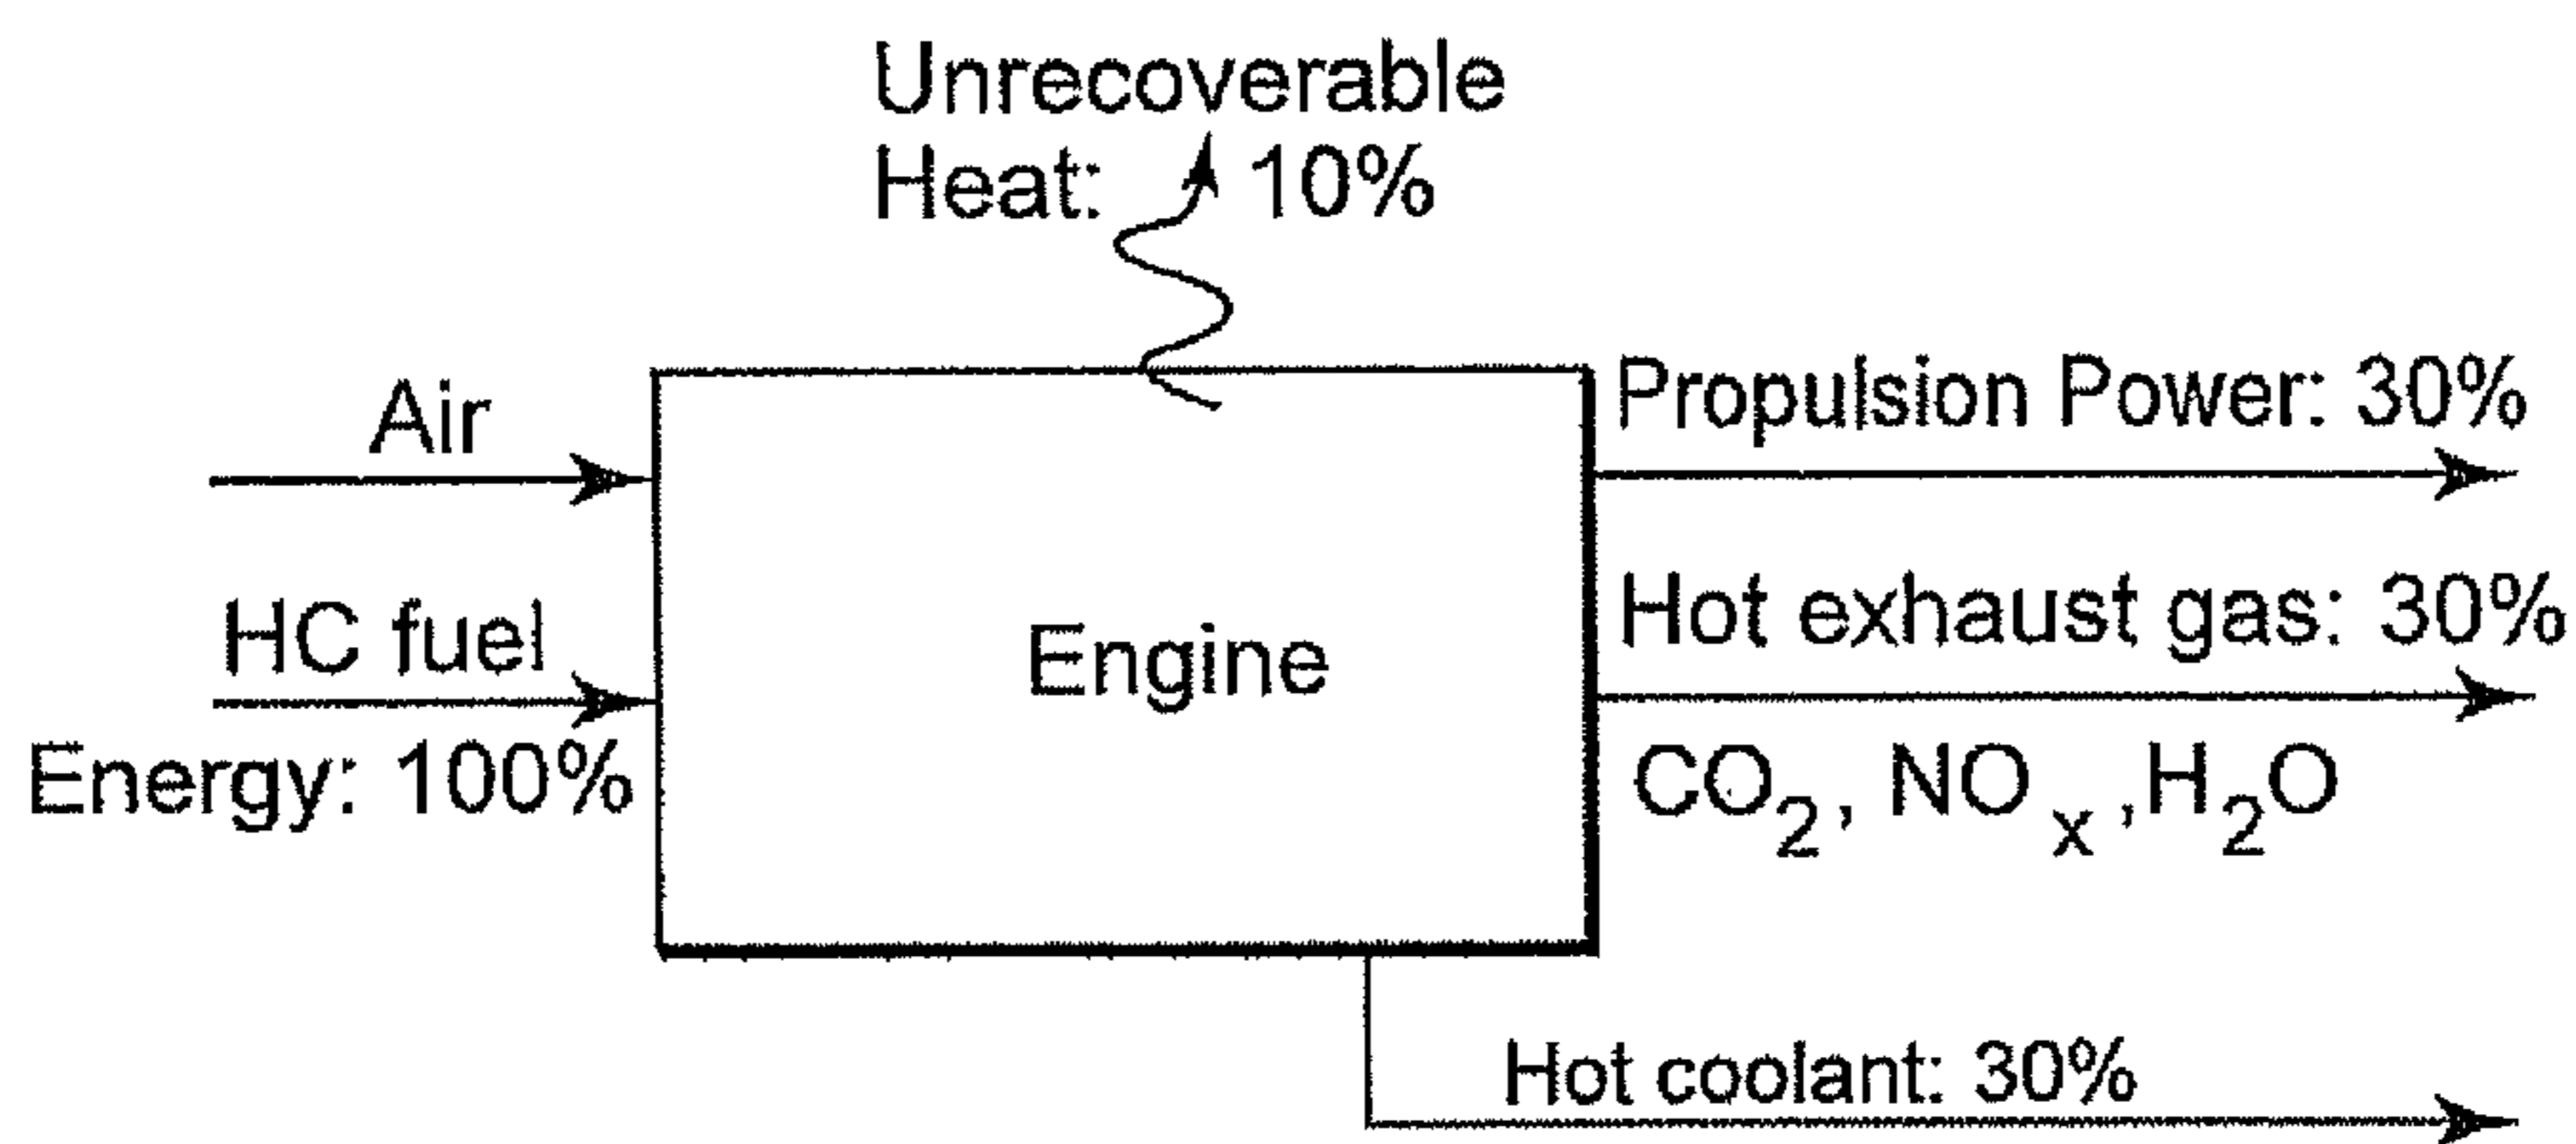 Unrecoverable
Heat: 10%
Air
Propulsion Power: 30%
HC fuel
Engine
Hot exhaust gas: 30%
Energy: 100%
CO2, NOx, H2O
Hot coolant: 30%